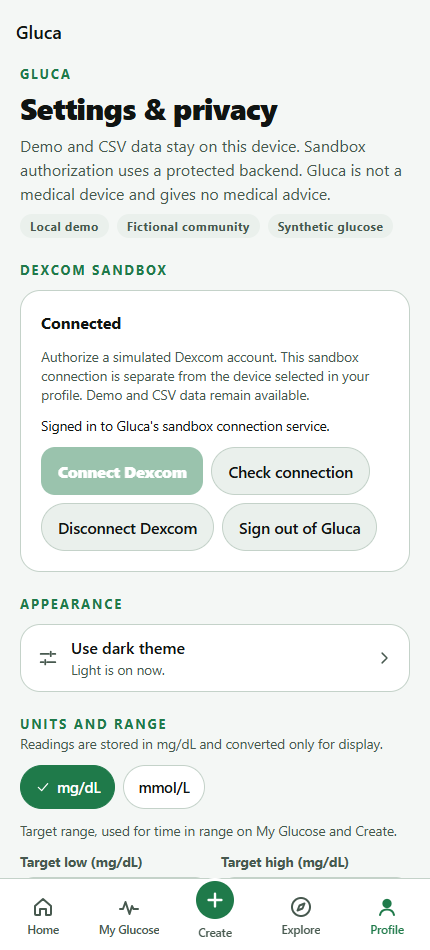 Gluca
GLUCA
Settings & privacy
Demo and CSV data stay on this device. Sandbox
authorization uses a protected backend. Gluca is not a
medical device and gives no medical advice.
Local demo
Fictional community
Synthetic glucose
DEXCOM SANDBOX
Connected
Authorize a simulated Dexcom account. This sandbox
connection is separate from the device selected in your
profile. Demo and CSV data remain available.
Signed in to Gluca's sandbox connection service.
Connect Dexcom
Check connection
Disconnect Dexcom
Sign out of Gluca
APPEARANCE
Use dark theme
Light is on now.
UNITS AND RANGE
Readings are stored in mg/dL and converted only for display.
mg/dL
mmol/L
Target range, used for time in range on My Glucose and Create.
Target low (mg/dL)
Target high (mg/dL)
Home
My Glucose
Create
Explore
Profile